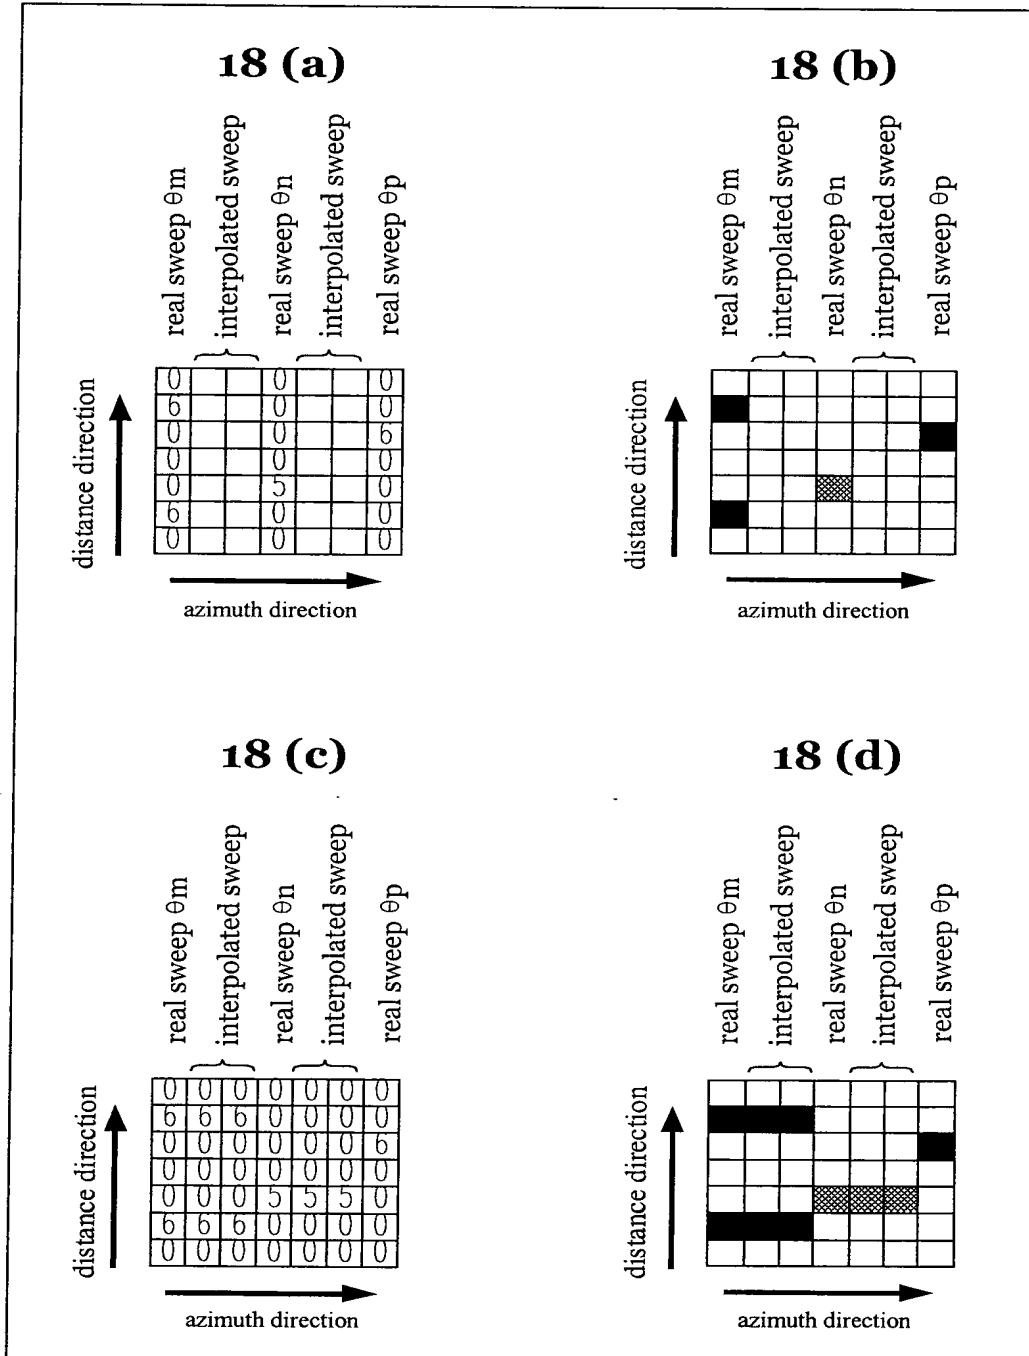 18 (a)
real sweep θm
interpolated sweep
real sweep θn
interpolated sweep
real sweep θp
distance direction
0 0 0
6 0 0
0 0 6
0 0 0
0 5 0
6 0 0
0 0 0
azimuth direction
18 (b)
real sweep θm
interpolated sweep
real sweep θn
interpolated sweep
real sweep θp
distance direction
azimuth direction
18 (c)
real sweep θm
interpolated sweep
real sweep θn
interpolated sweep
real sweep θp
distance direction
0 0 0 0 0 0 0
6 6 6 0 0 0 0
0 0 0 0 0 0 6
0 0 0 0 0 0 0
0 0 0 5 5 5 0
6 6 6 0 0 0 0
0 0 0 0 0 0 0
azimuth direction
18 (d)
real sweep θm
interpolated sweep
real sweep θn
interpolated sweep
real sweep θp
distance direction
azimuth direction